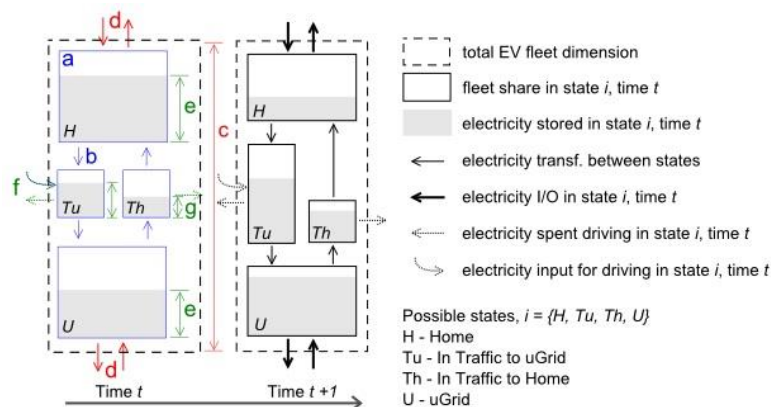 d
a
e
H
b
f
Tu
Th
g
e
U
d
c
H
Tu
Th
U
Time t
Time t +1
total EV fleet dimension
fleet share in state i, time t
electricity stored in state i, time t
electricity transf. between states
electricity I/O in state i, time t
electricity spent driving in state i, time t
electricity input for driving in state i, time t
Possible states, i = {H, Tu, Th, U}
H - Home
Tu - In Traffic to uGrid
Th - In Traffic to Home
U - uGrid